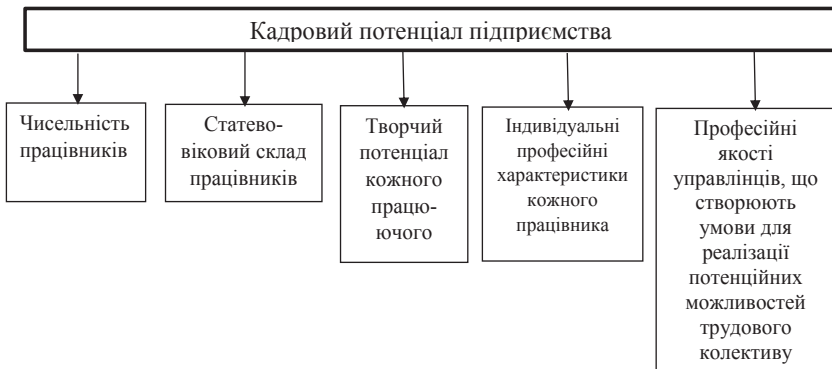 Кадровий потенціал підприємства
Чисельність
працівників
Статево-
віковий склад
працівників
Творчий
потенціал
кожного
працю-
ючого
Індивідуальні
професійні
характеристики
кожного
працівника
Професійні
якості
управлінців, що
створюють
умови для
реалізації
потенційних
можливостей
трудового
колективу